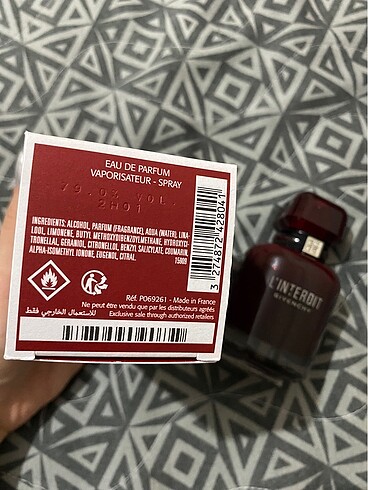 EAU DE PARFUM
VAPORISATEUR - SPRAY
79.0% VOL.
2H01
INGREDIENTS: ALCOHOL, PARFUM (FRAGRANCE), AQUA (WATER), LINA-
LOOL, LIMONENE, BUTYL METHOXYDIBENZOYLMETHANE, HYDROXYCI-
TRONELLAL, GERANIOL, CITRONELLOL, BENZYL SALICYLATE, COUMARIN,
ALPHA-ISOMETHYL IONONE, EUGENOL, CITRAL.
3 274872 428041
Réf. P069261 - Made in France
Ne peut être vendu que par les distributeurs agréés
Exclusive sale through authorized retailers
للاستعمال الخارجي فقط
L'INTERDIT
GIVENCHY